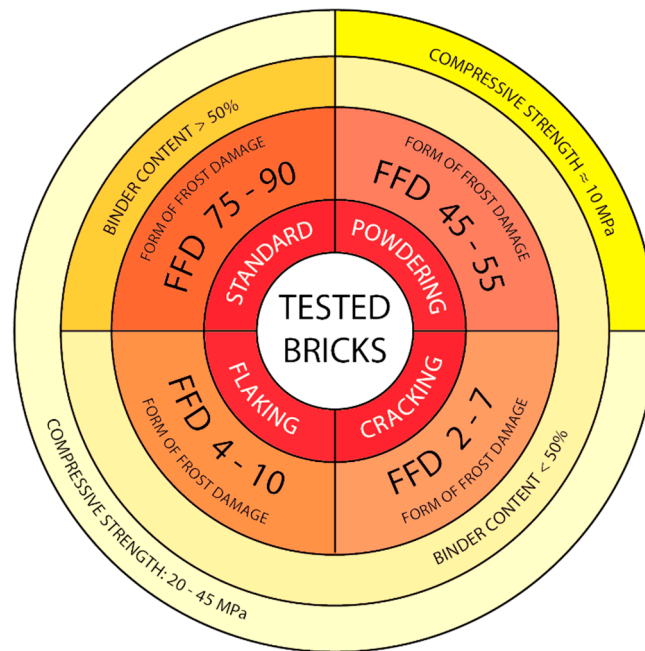 TESTED
BRICKS
STANDARD
POWDERING
CRACKING
FLAKING
FORM OF FROST DAMAGE
FFD 75 - 90
FORM OF FROST DAMAGE
FFD 45 - 55
FFD 2 - 7
FORM OF FROST DAMAGE
FFD 4 - 10
FORM OF FROST DAMAGE
BINDER CONTENT > 50%
BINDER CONTENT < 50%
COMPRESSIVE STRENGTH ≈ 10 MPa
COMPRESSIVE STRENGTH: 20 - 45 MPa